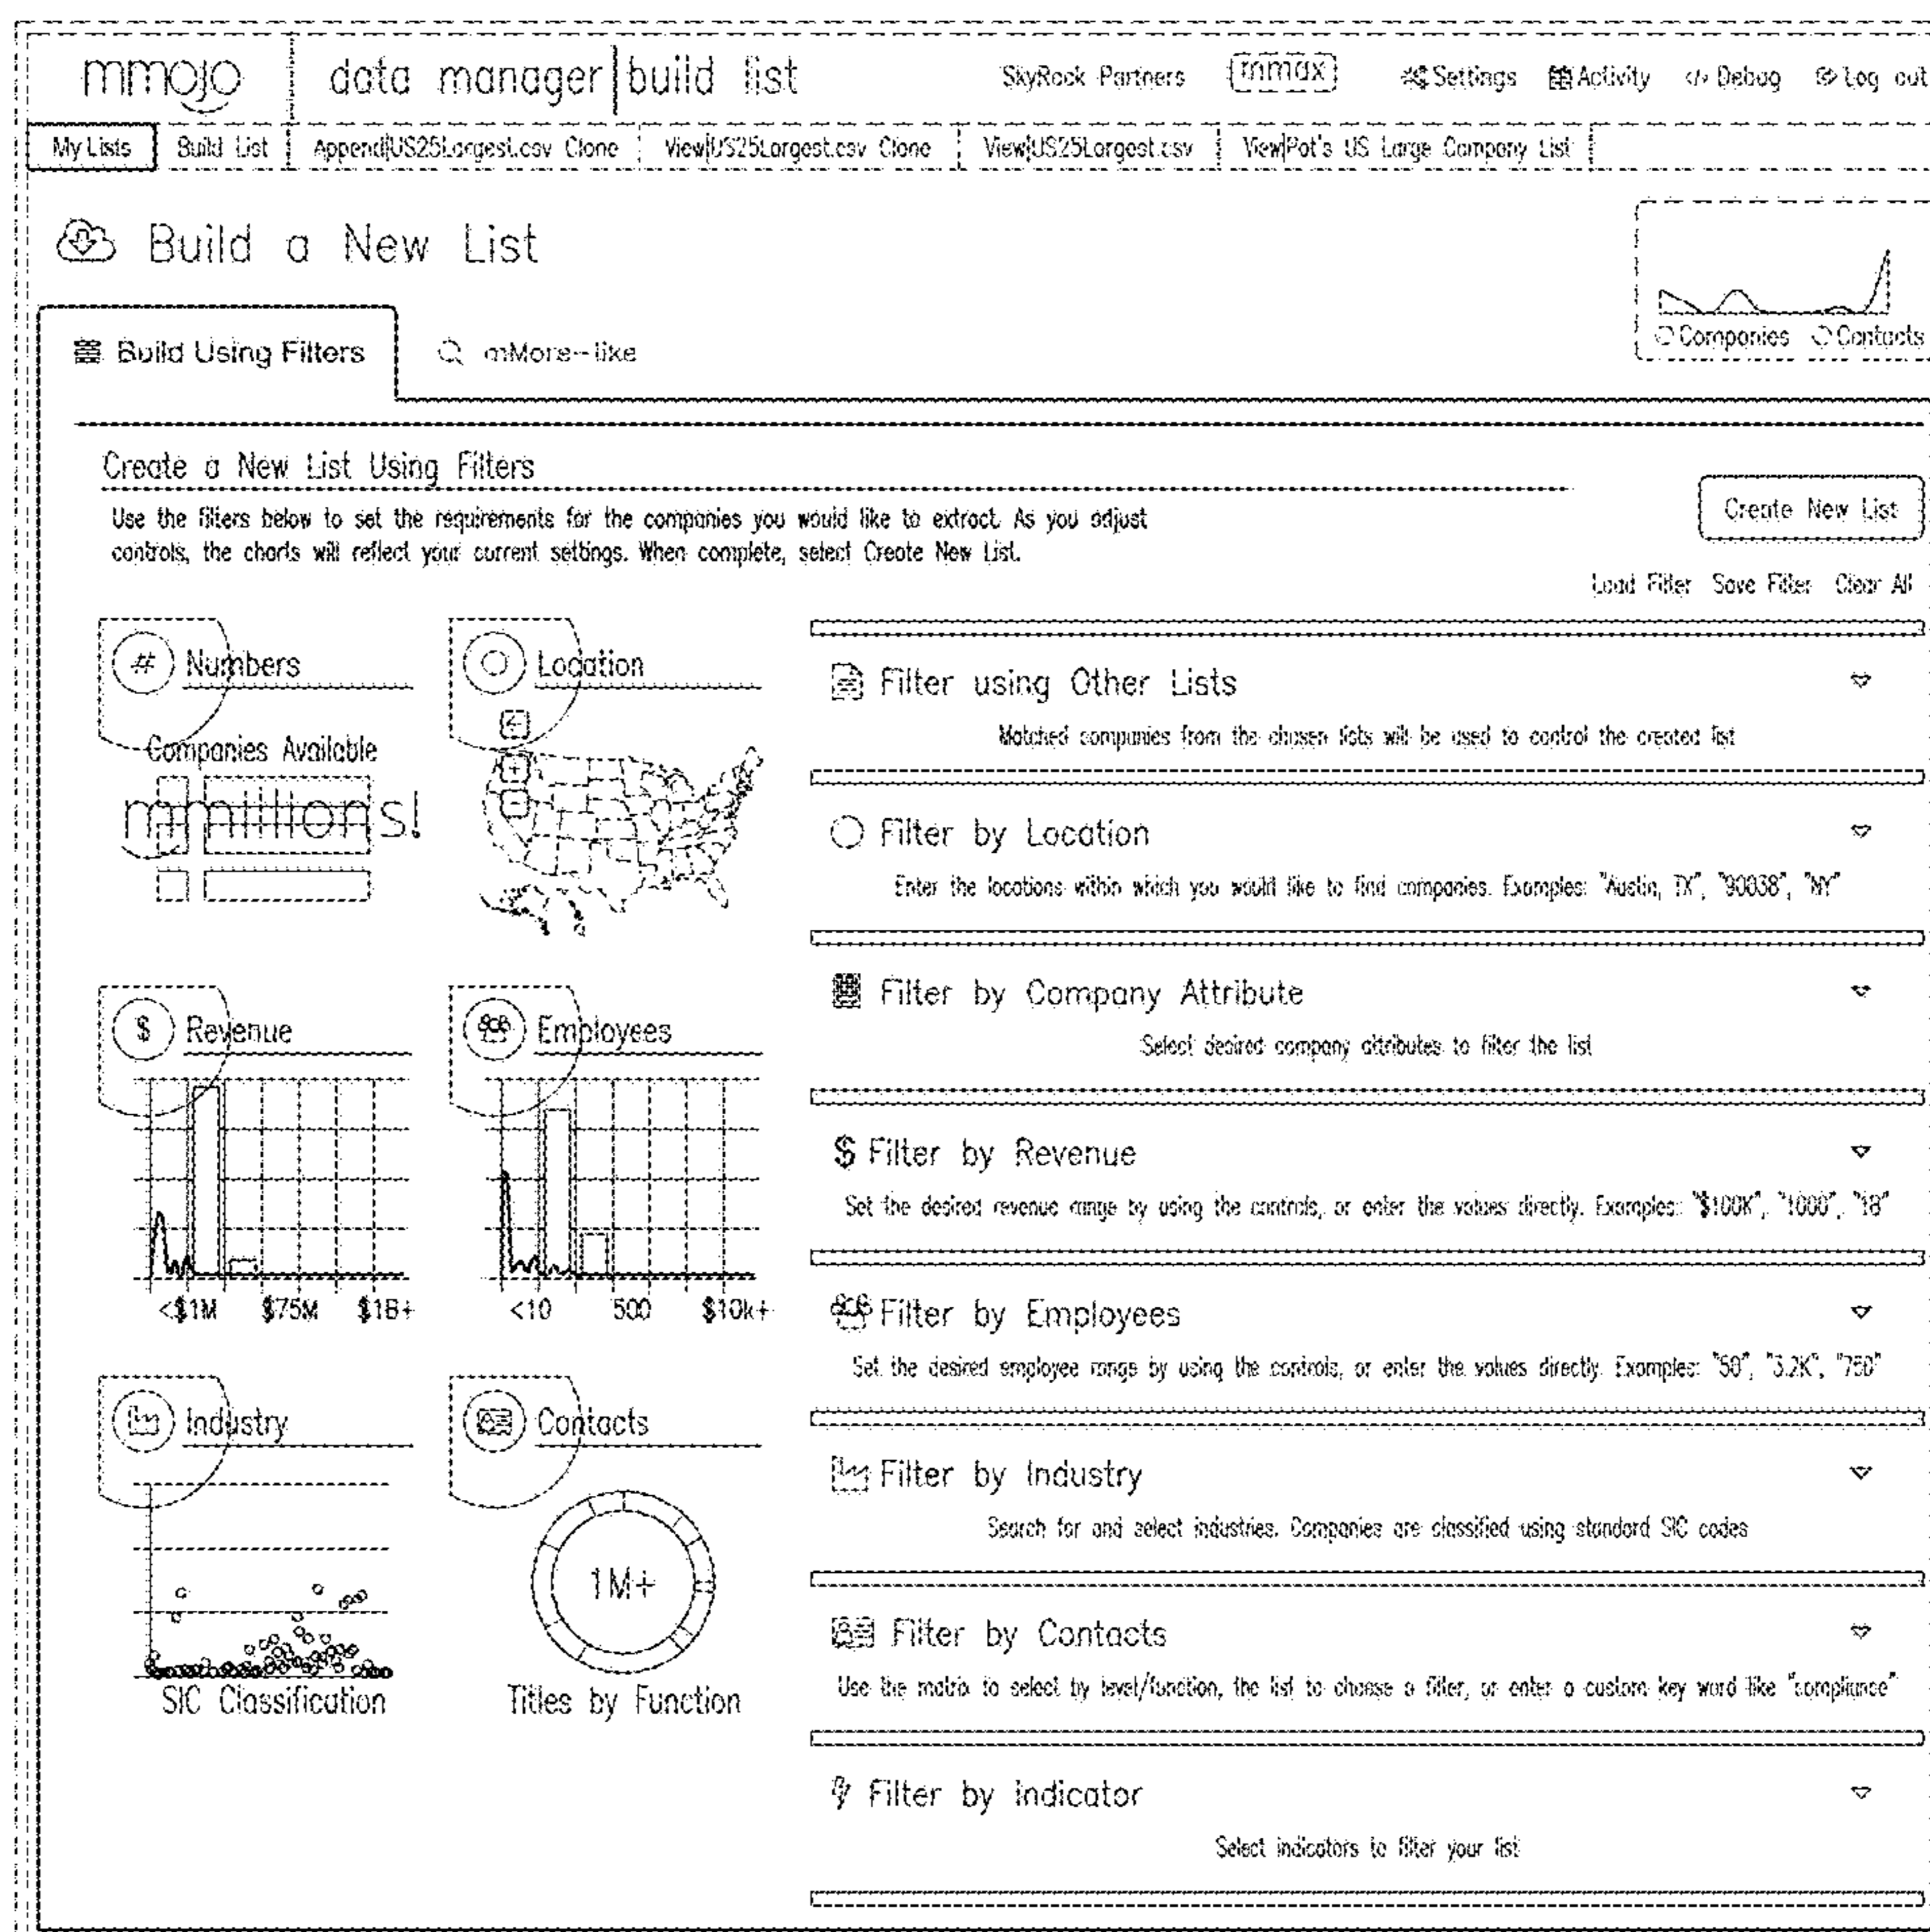 mmojo data manager|build list SkyRock Partners mmax Settings Activity </> Debug Log out
My Lists Build List Append|US25Largest.csv Clone View|US25Largest.csv Clone View|US25Largest.csv View|Pat's US Large Company List
Build a New List
Companies Contacts
Build Using Filters mMore-like
Create a New List Using Filters
Create New List
Use the filters below to set the requirements for the companies you would like to extract. As you adjust
controls, the charts will reflect your current settings. When complete, select Create New List.
Load Filter Save Filter Clear All
# Numbers
Companies Available
mmillions!
Location
$ Revenue
<$1M $75M $1B+
Employees
<10 500 $10k+
Industry
SIC Classification
Contacts
1M+
Titles by Function
Filter using Other Lists
Matched companies from the chosen lists will be used to control the created list
Filter by Location
Enter the locations within which you would like to find companies. Examples: "Austin, TX", "90038", "NY"
Filter by Company Attribute
Select desired company attributes to filter the list
$ Filter by Revenue
Set the desired revenue range by using the controls, or enter the values directly. Examples: "$100K", "1000", "1B"
Filter by Employees
Set the desired employee range by using the controls, or enter the values directly. Examples: "50", "3.2K", "750"
Filter by Industry
Search for and select industries. Companies are classified using standard SIC codes
Filter by Contacts
Use the matrix to select by level/function, the list to choose a filter, or enter a custom key word like "compliance"
Filter by Indicator
Select indicators to filter your list